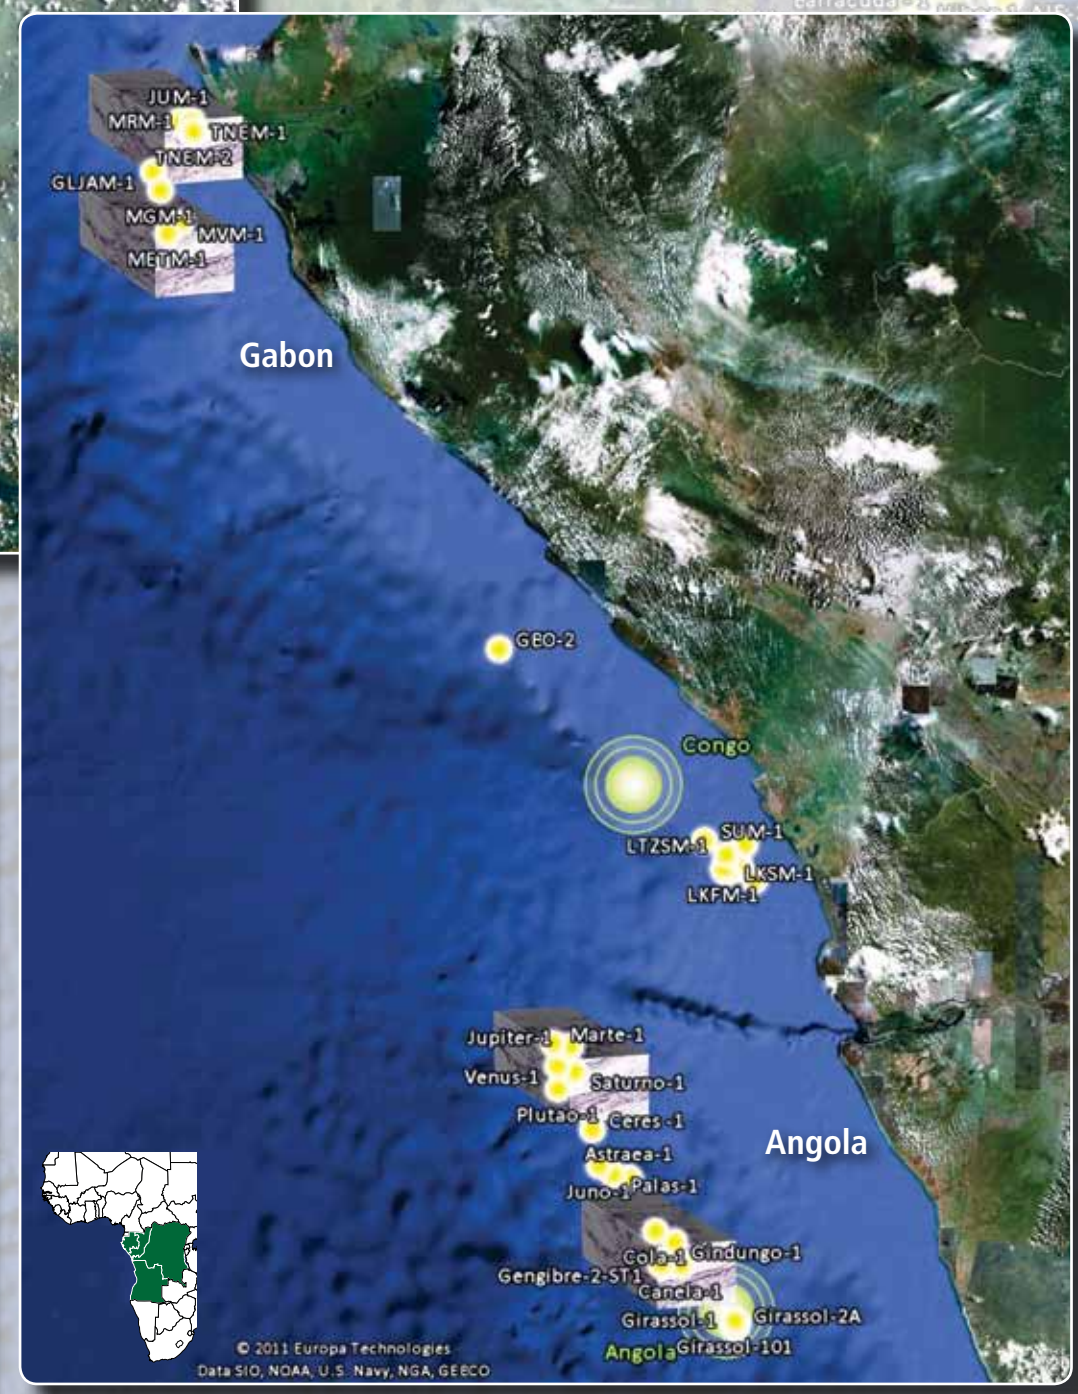 Barracuda - 1
JUM-1
MRM-1
TNEM-1
TNEM-2
GLJAM-1
MGM-1
MVM-1
METM-1
Gabon
GEO-2
Congo
SUM-1
LTZSM-1
LKSM-1
LKFM-1
Jupiter-1
Marte-1
Venus-1
Saturno-1
Plutao-1
Ceres -1
Angola
Astraea-1
Juno-1
Palas-1
Cola-1
Gindungo-1
Gengibre-2-ST1
Canela-1
Girassol-1
Girassol-2A
Angola
Girassol-101
© 2011 Europa Technologies
Data SIO, NOAA, U.S. Navy, NGA, GEBCO